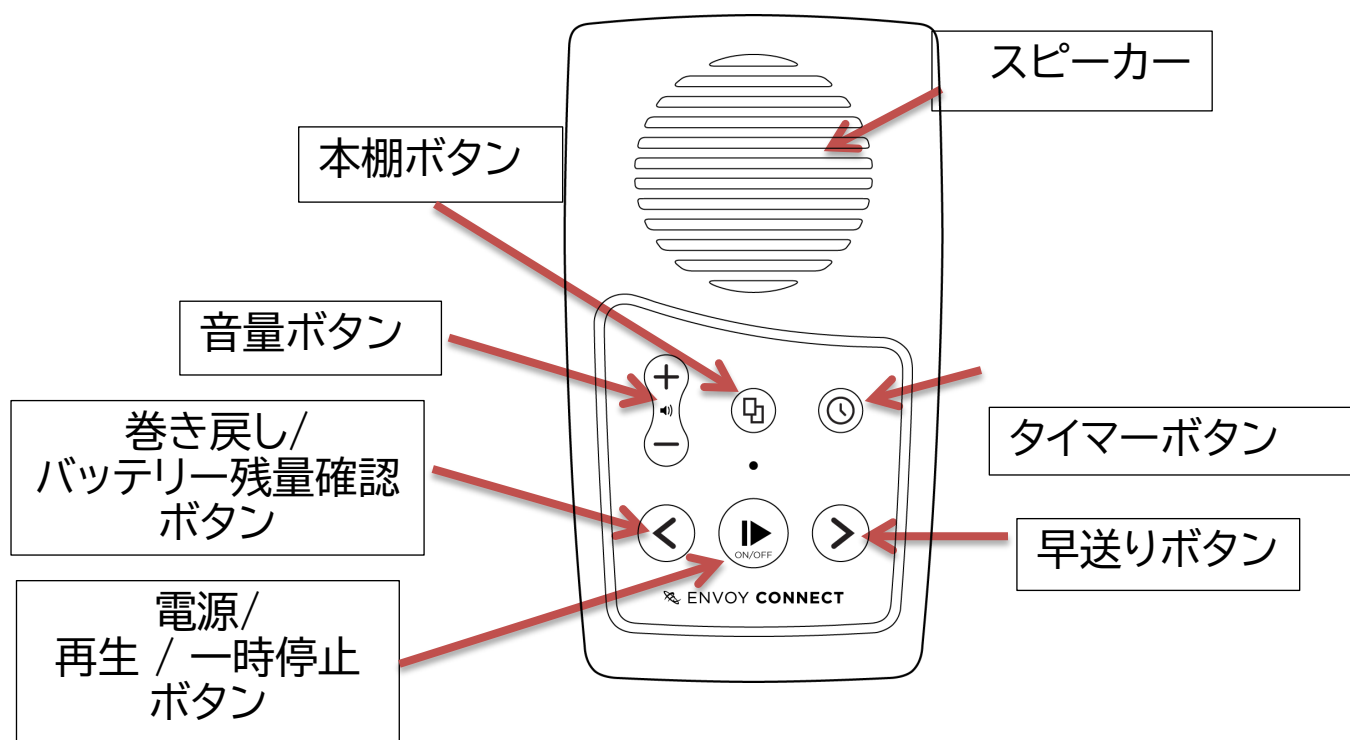 スピーカー
本棚ボタン
音量ボタン
巻き戻し/
バッテリー残量確認
ボタン
タイマーボタン
早送りボタン
電源/
再生 / 一時停止
ボタン
ON/OFF
ENVOY CONNECT